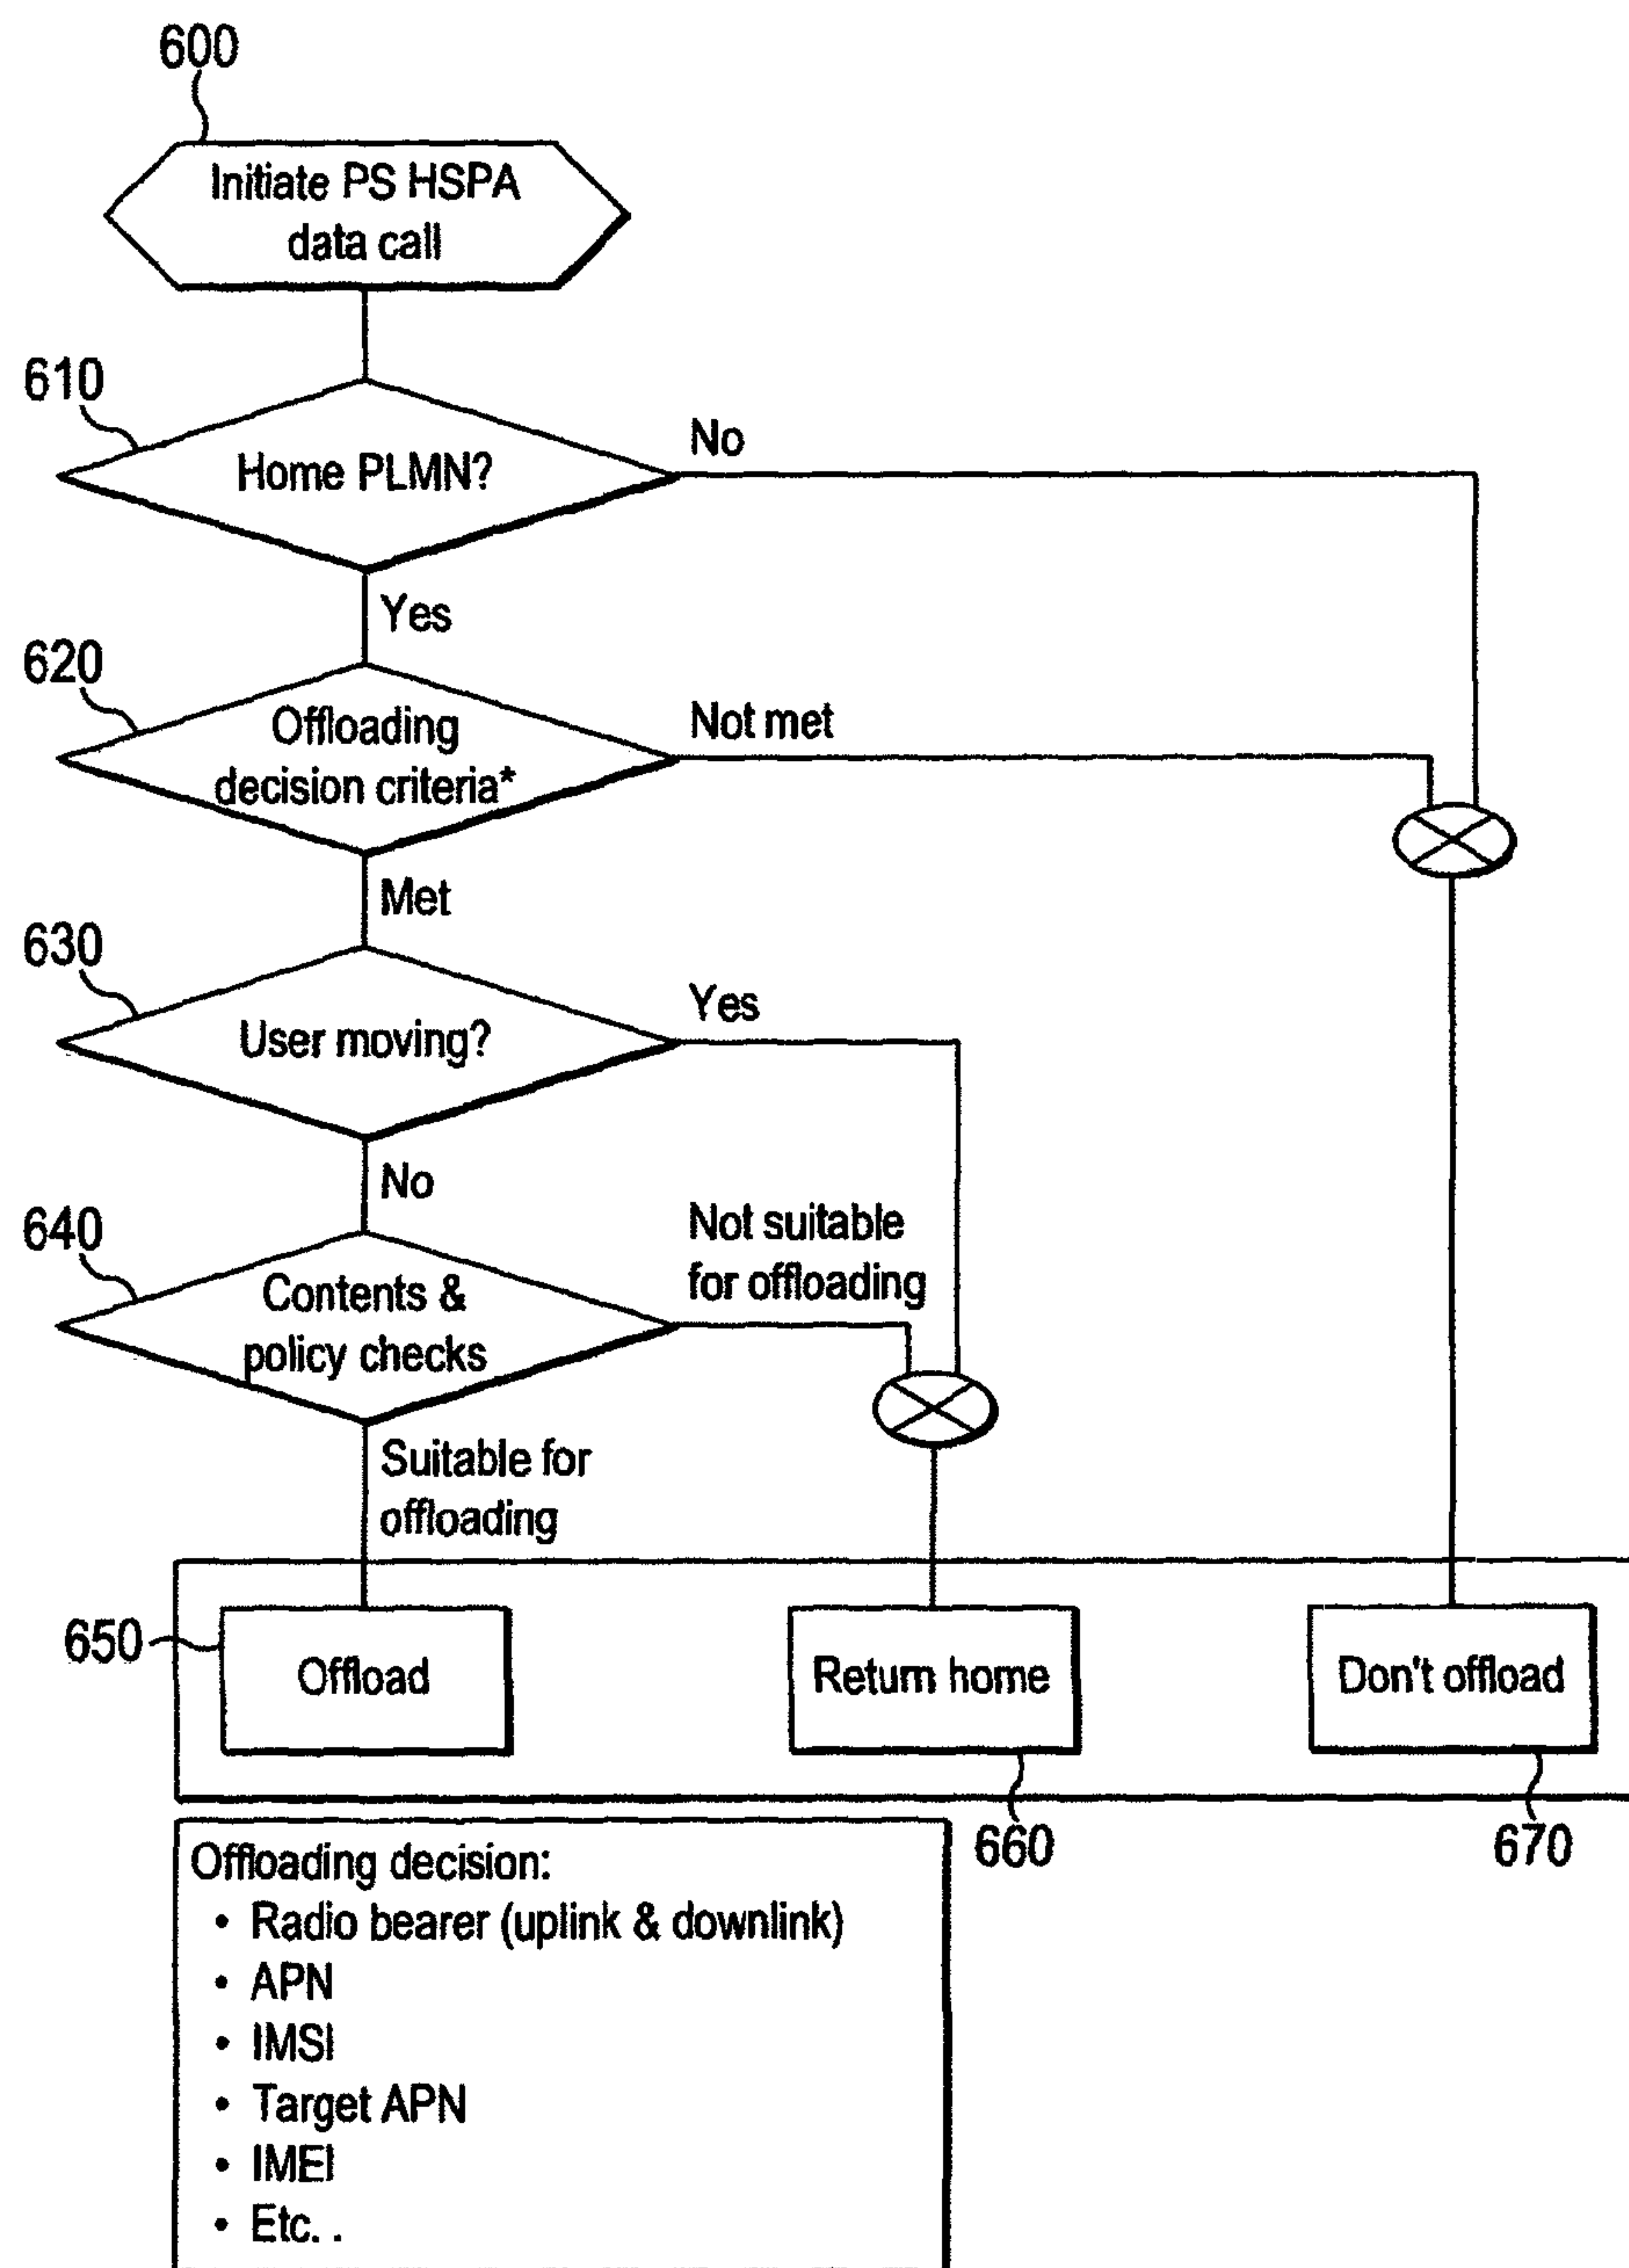 600
Initiate PS HSPA
data call
610
Home PLMN?
No
Yes
620
Offloading
decision criteria*
Not met
Met
630
User moving?
Yes
No
640
Contents &
policy checks
Not suitable
for offloading
Suitable for
offloading
650
Offload
Return home
Don't offload
660
670
Offloading decision:
• Radio bearer (uplink & downlink)
• APN
• IMSI
• Target APN
• IMEI
• Etc. .